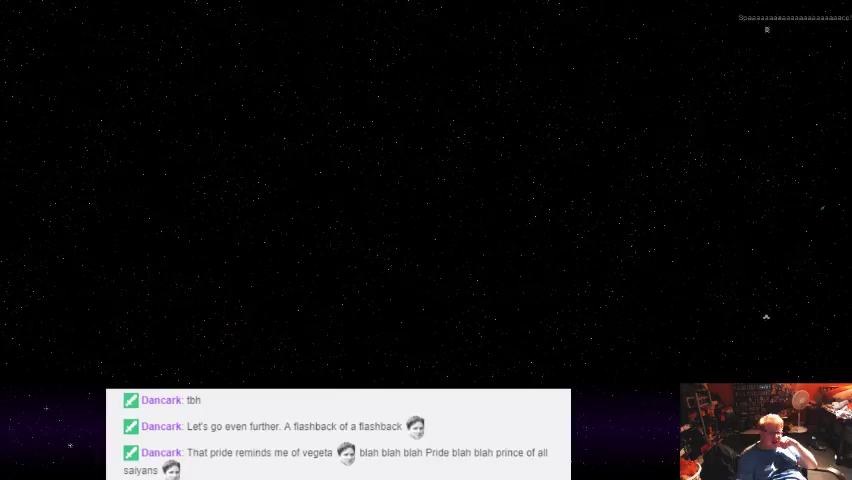 Dancark: tbh
Dancark: Let's go even further. A flashback of a flashback
Dancark: That pride reminds me of vegeta blah blah blah Pride blah blah prince of all
saiyans